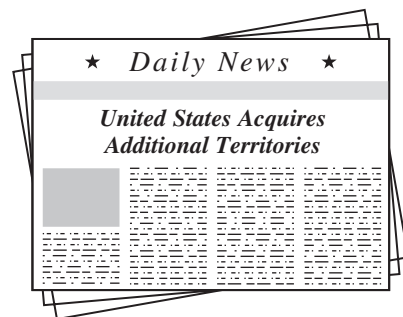 ★ Daily News ★
United States Acquires
Additional Territories